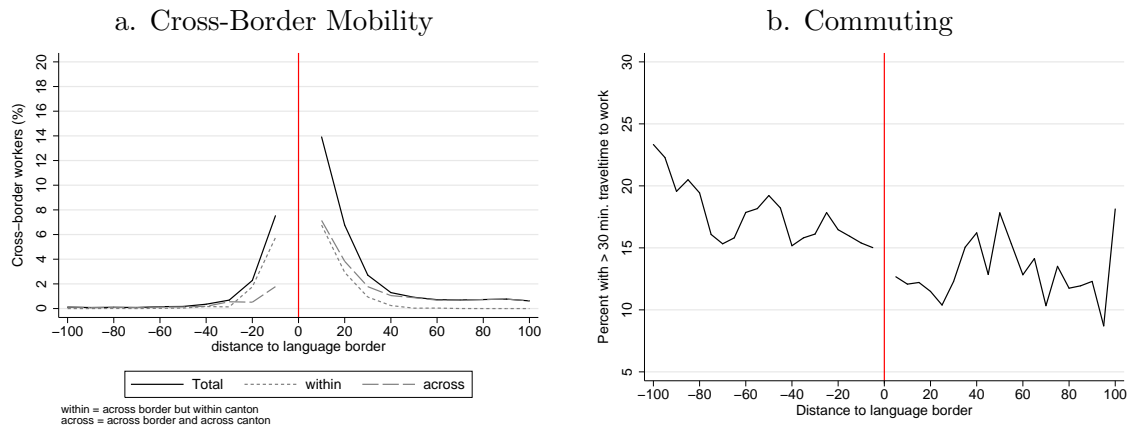 a. Cross-Border Mobility
Cross–border workers (%)
20
18
16
14
12
10
8
6
4
2
0
−100 −80 −60 −40 −20 0 20 40 60 80 100
distance to language border
Total within across
within = across border but within canton
across = across border and across canton
b. Commuting
Percent with > 30 min. traveltime to work
30
25
20
15
10
5
−100 −80 −60 −40 −20 0 20 40 60 80 100
Distance to language border